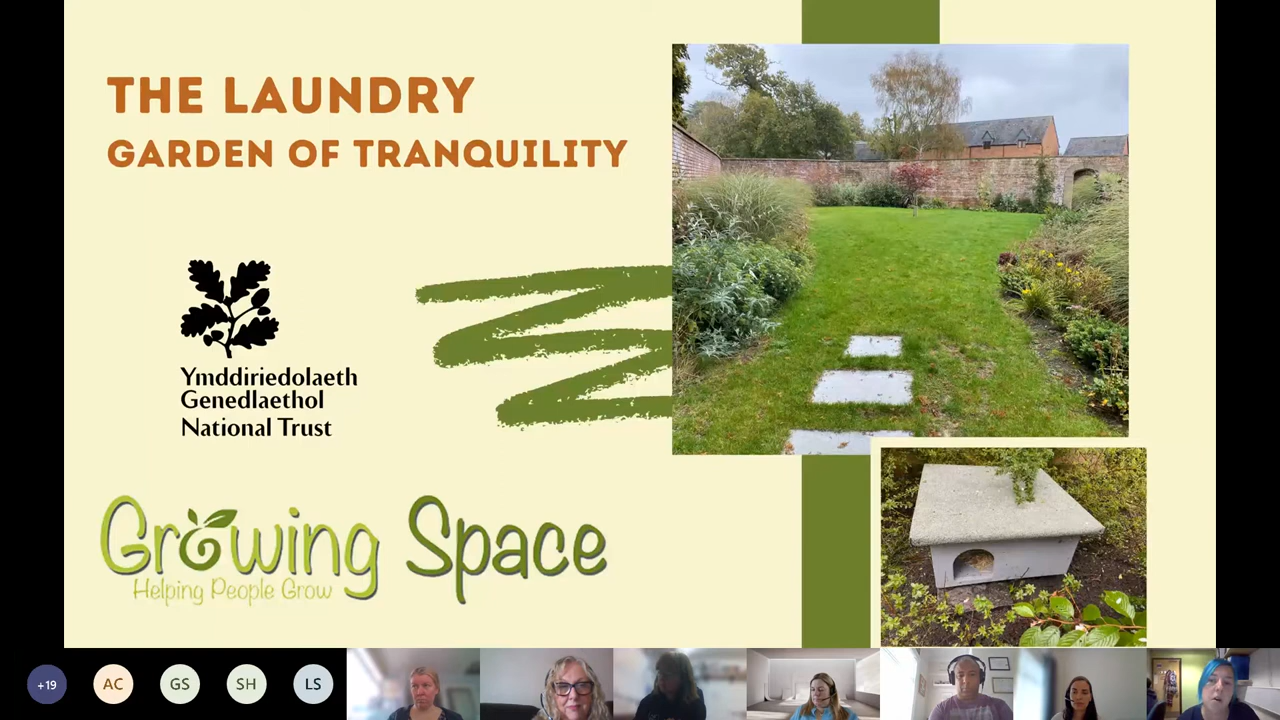 THE LAUNDRY
GARDEN OF TRANQUILITY
Ymddiriedolaeth
Genedlaethol
National Trust
Growing Space
Helping People Grow
+19
AC
GS
SH
LS